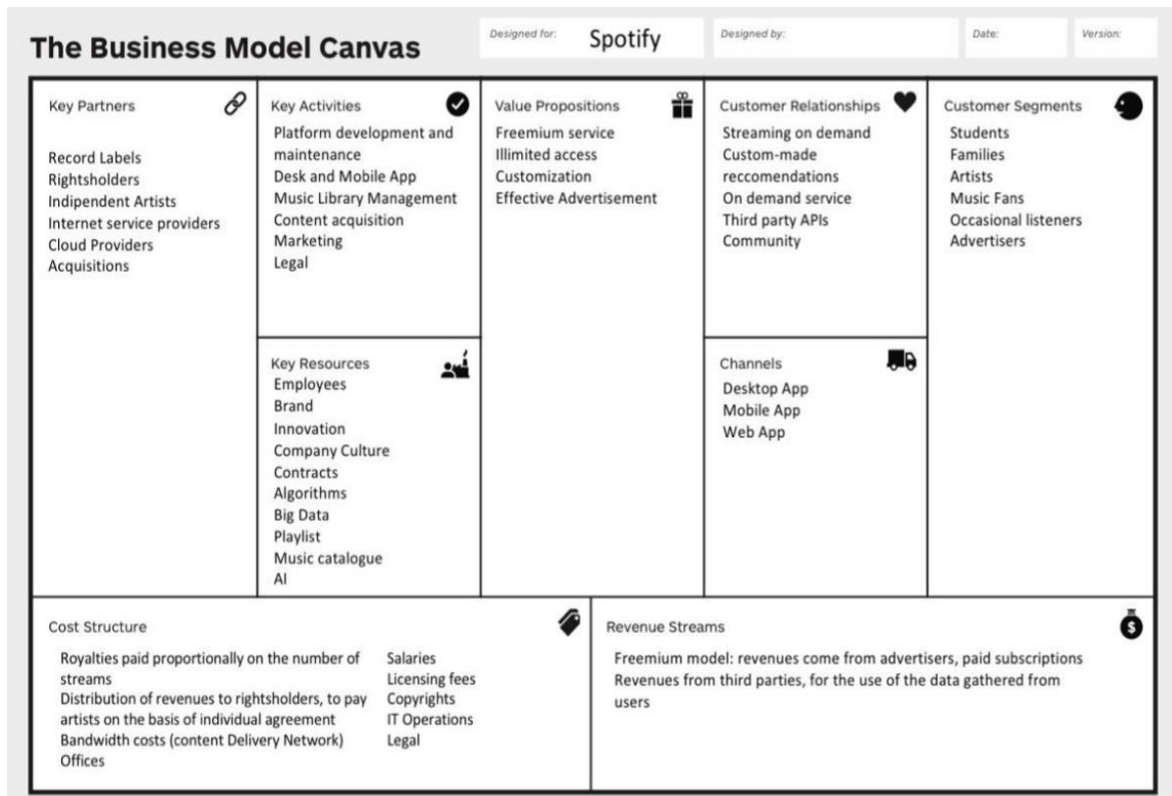 The Business Model Canvas
Designed for:
Spotify
Designed by:
Date:
Version:
Key Partners
Record Labels
Rightsholders
Indipendent Artists
Internet service providers
Cloud Providers
Acquisitions
Key Activities
Platform development and
maintenance
Desk and Mobile App
Music Library Management
Content acquisition
Marketing
Legal
Key Resources
Employees
Brand
Innovation
Company Culture
Contracts
Algorithms
Big Data
Playlist
Music catalogue
AI
Value Propositions
Freemium service
Illimited access
Customization
Effective Advertisement
Customer Relationships
Streaming on demand
Custom-made
reccomendations
On demand service
Third party APIs
Community
Channels
Desktop App
Mobile App
Web App
Customer Segments
Students
Families
Artists
Music Fans
Occasional listeners
Advertisers
Cost Structure
Royalties paid proportionally on the number of
streams
Distribution of revenues to rightsholders, to pay
artists on the basis of individual agreement
Bandwidth costs (content Delivery Network)
Offices
Salaries
Licensing fees
Copyrights
IT Operations
Legal
Revenue Streams
$
Freemium model: revenues come from advertisers, paid subscriptions
Revenues from third parties, for the use of the data gathered from
users